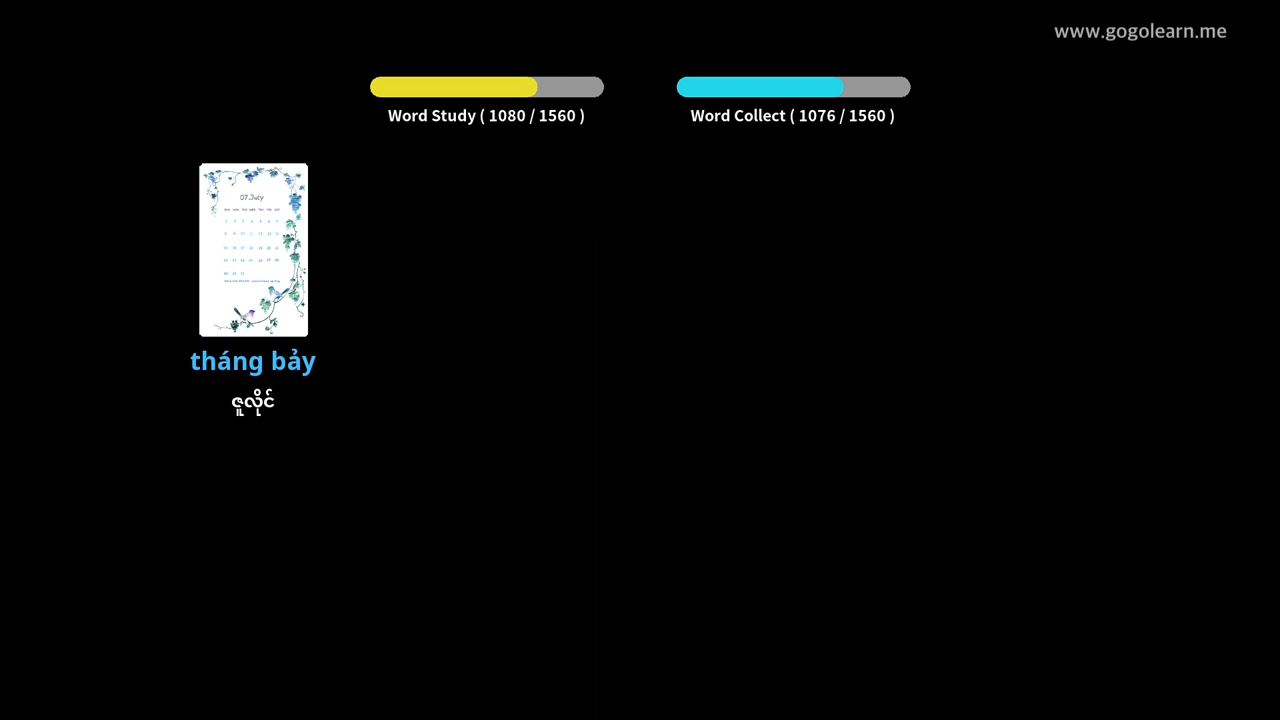 www.gogolearn.me
Word Study ( 1080 / 1560 )
Word Collect ( 1076 / 1560 )
07.July
tháng bảy
ဇူလိုင်